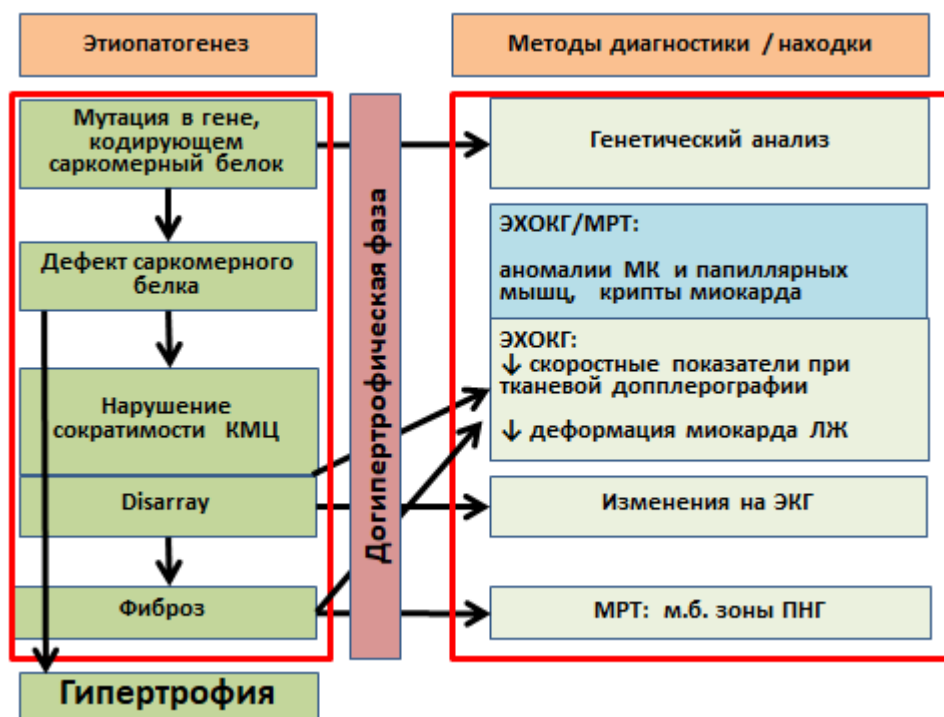 Этиопатогенез
Методы диагностики / находки
Мутация в гене,
кодирующем
саркомерный белок
Дефект саркомерного
белка
Нарушение
сократимости КМЦ
Disarray
Фиброз
Гипертрофия
Догипертрофическая фаза
Генетический анализ
ЭХОКГ/МРТ:
аномалии МК и папиллярных
мышц, крипты миокарда
ЭХОКГ:
↓ скоростные показатели при
тканевой допплерографии
↓ деформация миокарда ЛЖ
Изменения на ЭКГ
МРТ: м.б. зоны ПНГ